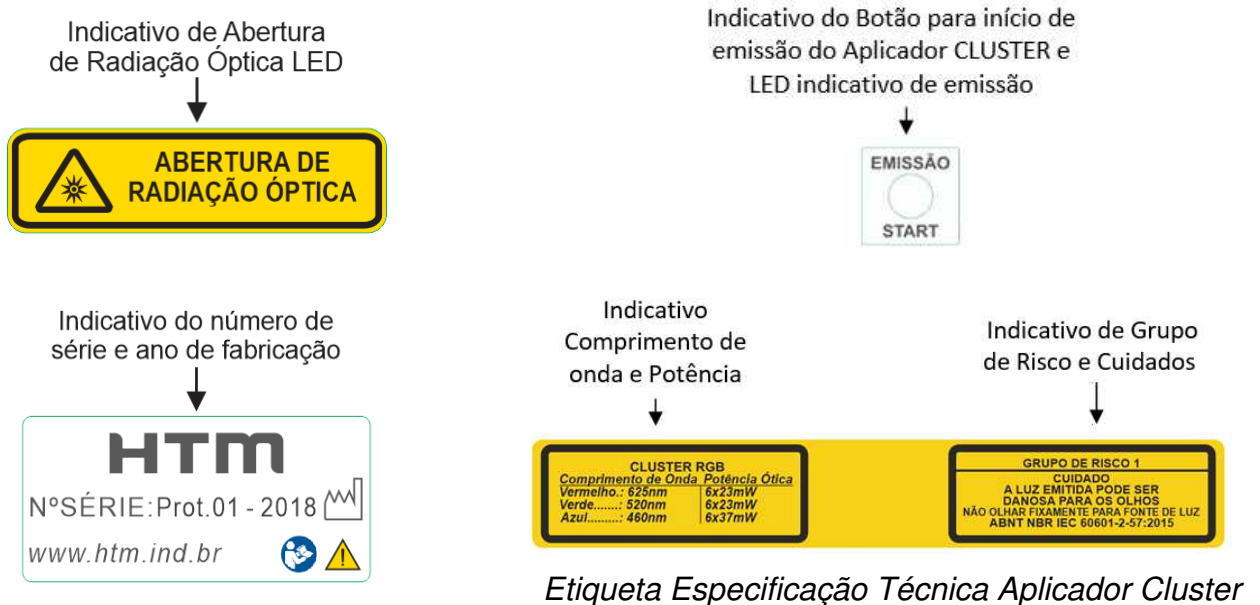 Indicativo de Abertura
de Radiação Óptica LED
ABERTURA DE
RADIAÇÃO ÓPTICA
Indicativo do Botão para início de
emissão do Aplicador CLUSTER e
LED indicativo de emissão
EMISSÃO
START
Indicativo do número de
série e ano de fabricação
HTM
NºSÉRIE:Prot.01 - 2018
www.htm.ind.br
Indicativo
Comprimento de
onda e Potência
CLUSTER RGB
Comprimento de Onda Potência Ótica
Vermelho.: 625nm 6x23mW
Verde.......: 520nm 6x23mW
Azul.........: 460nm 6x37mW
Indicativo de Grupo
de Risco e Cuidados
GRUPO DE RISCO 1
CUIDADO
A LUZ EMITIDA PODE SER
DANOSA PARA OS OLHOS
NÃO OLHAR FIXAMENTE PARA FONTE DE LUZ
ABNT NBR IEC 60601-2-57:2015
Etiqueta Especificação Técnica Aplicador Cluster